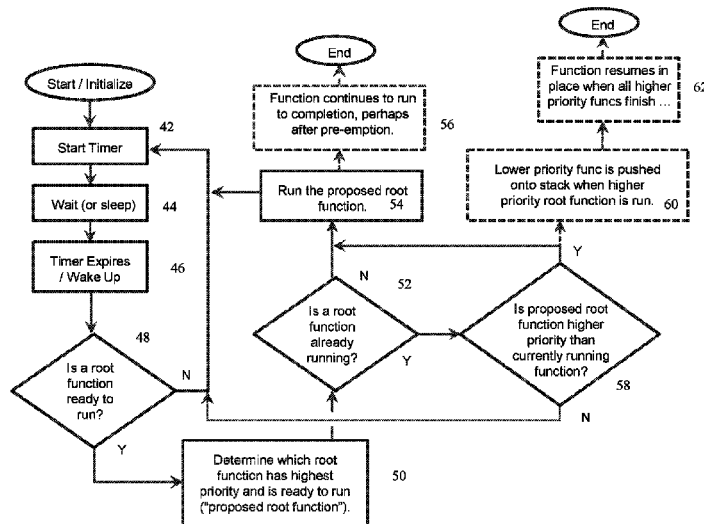 Start / Initialize
42
Start Timer
Wait (or sleep)
44
Timer Expires
/ Wake Up
46
48
Is a root
function
ready to
run?
N
Y
Determine which root
function has highest
priority and is ready to run
("proposed root function").
50
End
Function continues to run
to completion, perhaps
after pre-emption.
56
Run the proposed root
function.
54
N
52
Is a root
function
already
running?
Y
End
Function resumes in
place when all higher
priority funcs finish ...
62
Lower priority func is pushed
onto stack when higher
priority root function is run.
60
Y
Is proposed root
function higher
priority than
currently running
function?
58
N